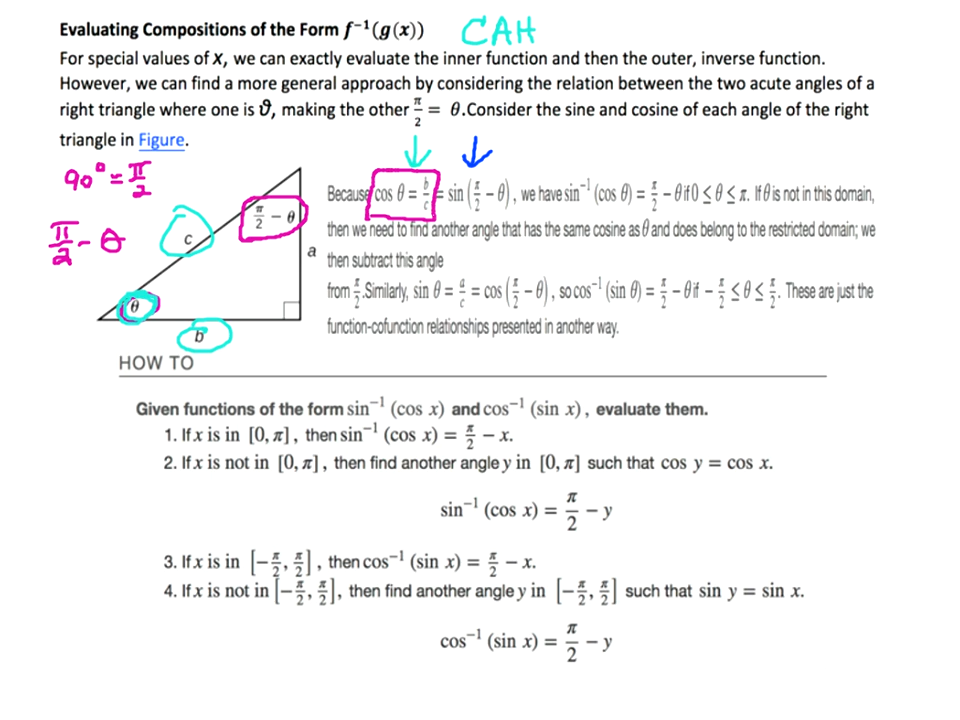 Evaluating Compositions of the Form f⁻¹(g(x)) CAH
For special values of x, we can exactly evaluate the inner function and then the outer, inverse function.
However, we can find a more general approach by considering the relation between the two acute angles of a
right triangle where one is ϑ, making the other π/2 = θ.Consider the sine and cosine of each angle of the right
triangle in Figure.
90° = π/2
π/2 - θ
c
π/2 − θ
a
θ
b
Because cos θ = b/c = sin (π/2 − θ), we have sin⁻¹ (cos θ) = π/2 − θ if 0 ≤ θ ≤ π. If θ is not in this domain,
then we need to find another angle that has the same cosine as θ and does belong to the restricted domain; we
then subtract this angle
from π/2.Similarly, sin θ = a/c = cos (π/2 − θ), so cos⁻¹ (sin θ) = π/2 − θ if − π/2 ≤ θ ≤ π/2. These are just the
function-cofunction relationships presented in another way.
HOW TO
Given functions of the form sin⁻¹ (cos x) and cos⁻¹ (sin x), evaluate them.
1. If x is in [0, π], then sin⁻¹ (cos x) = π/2 − x.
2. If x is not in [0, π], then find another angle y in [0, π] such that cos y = cos x.
sin⁻¹ (cos x) = π/2 − y
3. If x is in [−π/2, π/2], then cos⁻¹ (sin x) = π/2 − x.
4. If x is not in [−π/2, π/2], then find another angle y in [−π/2, π/2] such that sin y = sin x.
cos⁻¹ (sin x) = π/2 − y